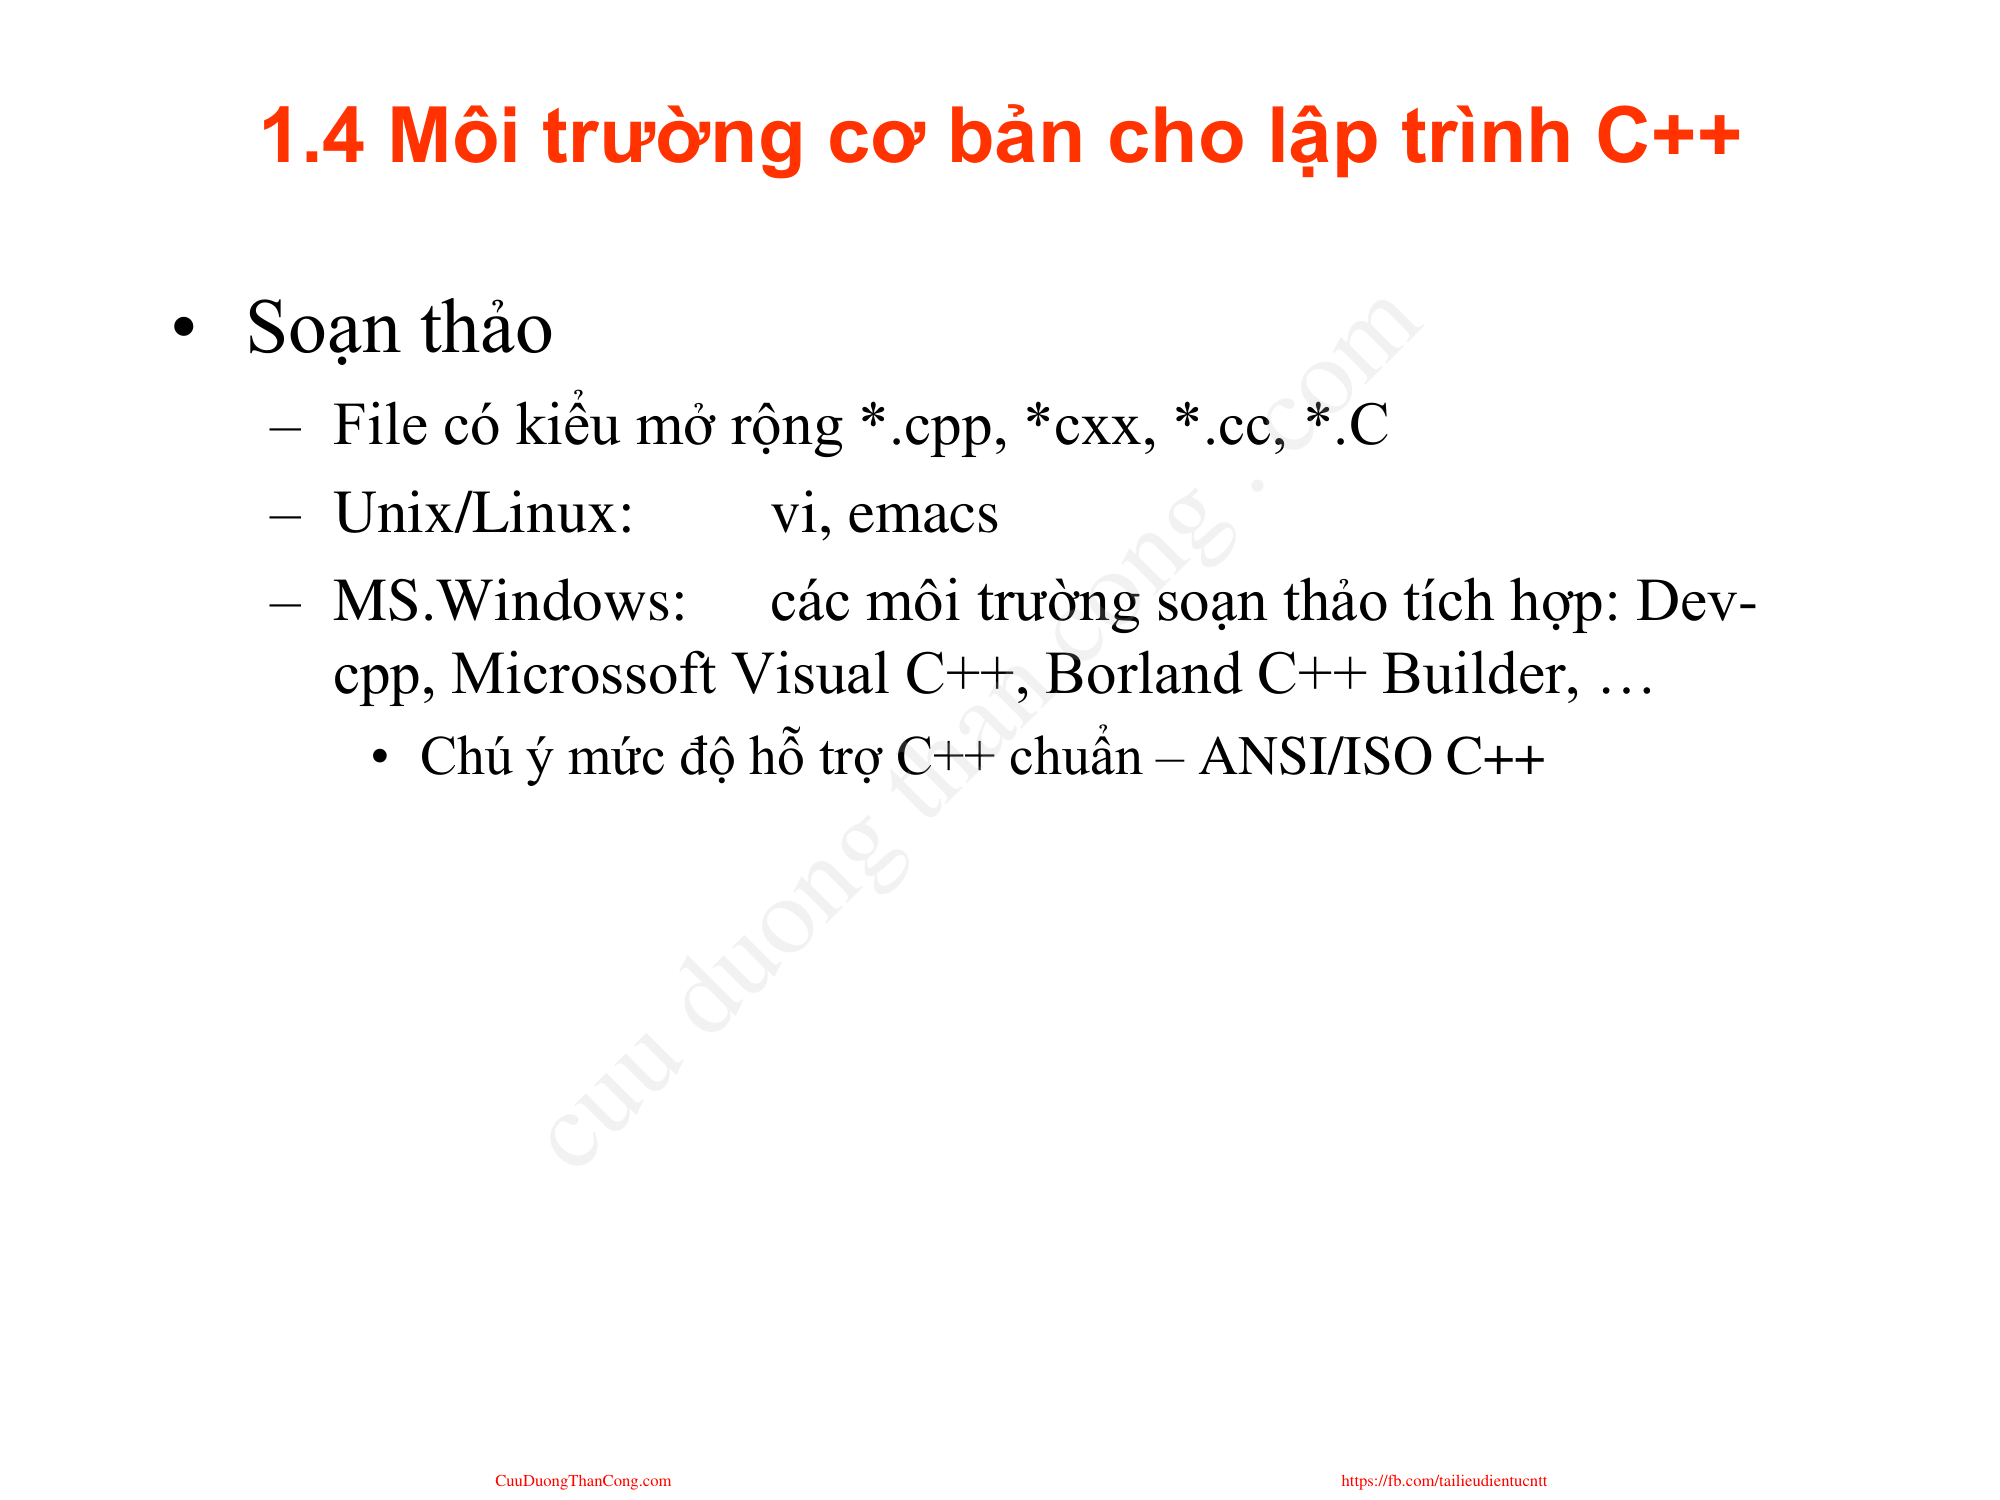 1.4 Môi trường cơ bản cho lập trình C++
• Soạn thảo
– File có kiểu mở rộng *.cpp, *cxx, *.cc, *.C
– Unix/Linux: vi, emacs
– MS.Windows: các môi trường soạn thảo tích hợp: Dev-
cpp, Microssoft Visual C++, Borland C++ Builder, …
• Chú ý mức độ hỗ trợ C++ chuẩn – ANSI/ISO C++
cuu duong than cong . com
CuuDuongThanCong.com
https://fb.com/tailieudientucntt